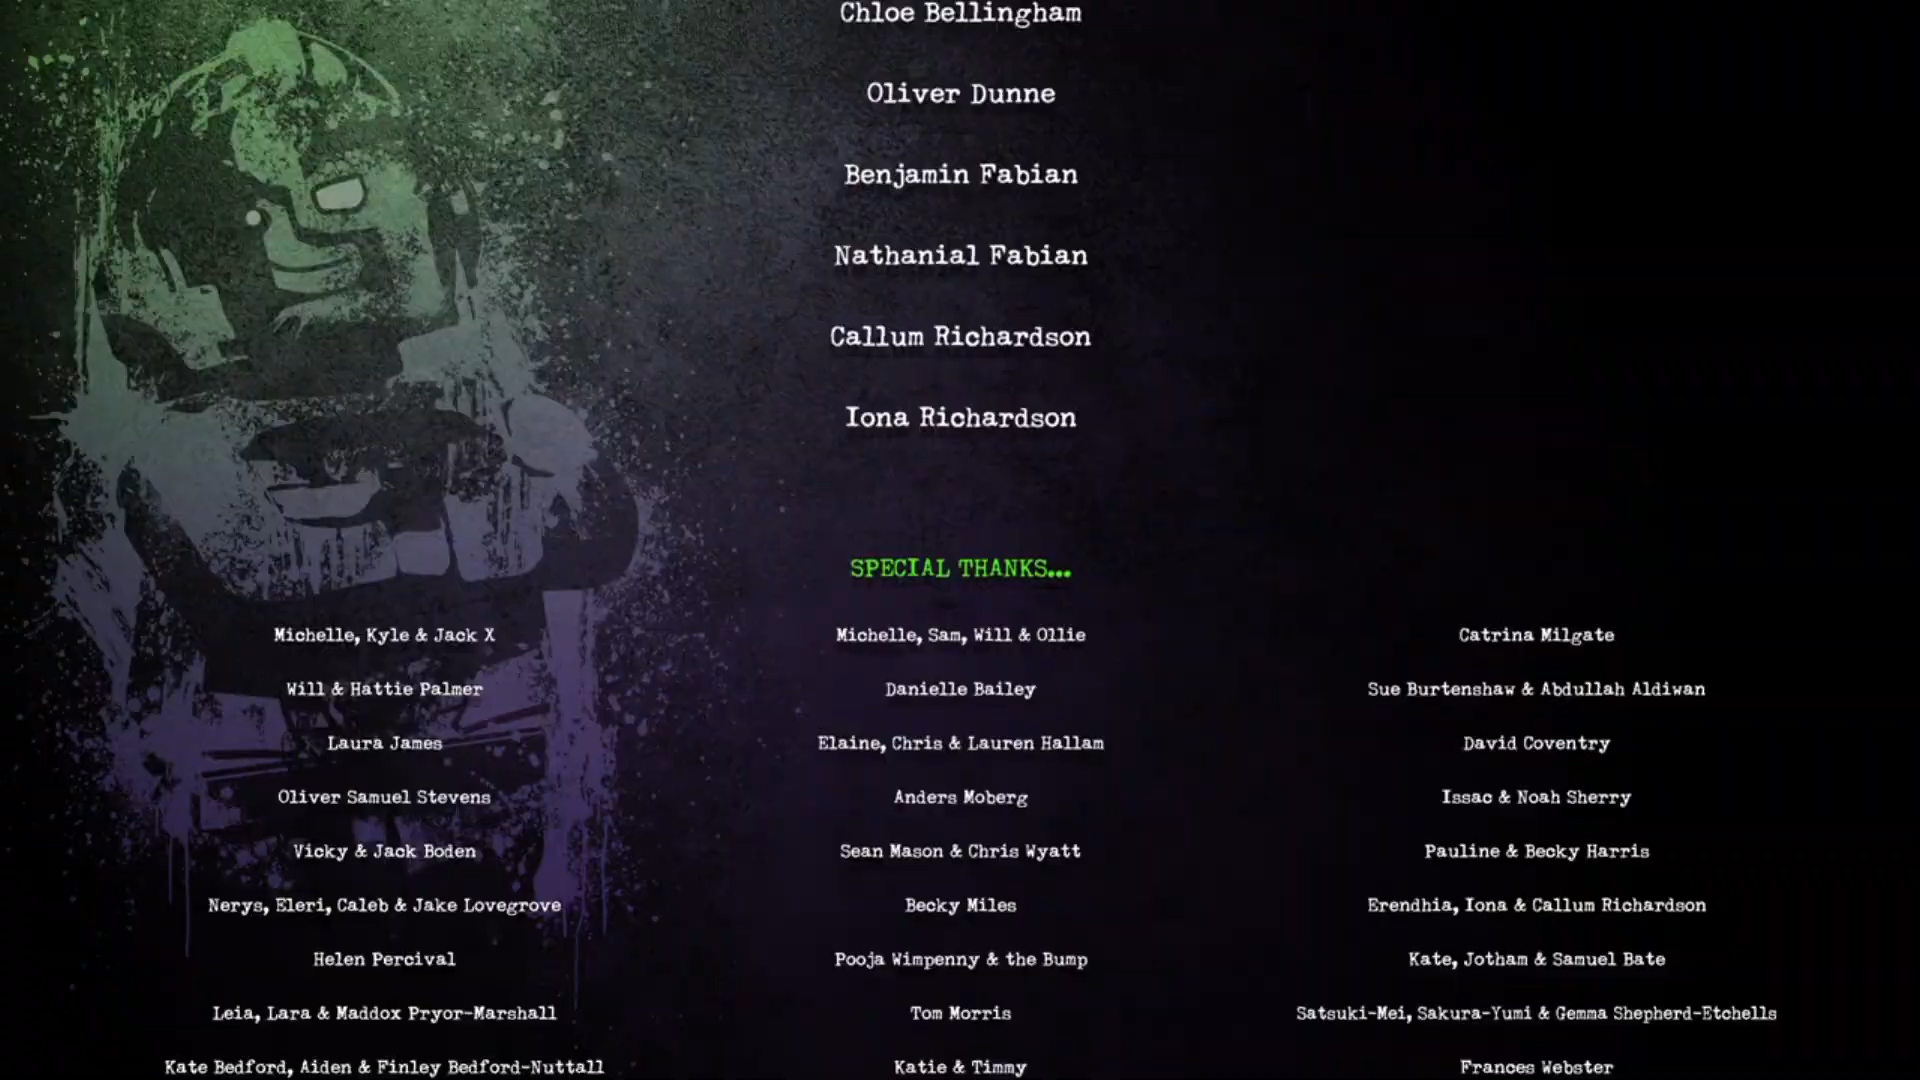 Chloe Bellingham
Oliver Dunne
Benjamin Fabian
Nathanial Fabian
Callum Richardson
Iona Richardson
SPECIAL THANKS...
Michelle, Kyle & Jack X
Will & Hattie Palmer
Laura James
Oliver Samuel Stevens
Vicky & Jack Boden
Nerys, Eleri, Caleb & Jake Lovegrove
Helen Percival
Leia, Lara & Maddox Pryor-Marshall
Kate Bedford, Aiden & Finley Bedford-Nuttall
Michelle, Sam, Will & Ollie
Danielle Bailey
Elaine, Chris & Lauren Hallam
Anders Moberg
Sean Mason & Chris Wyatt
Becky Miles
Pooja Wimpenny & the Bump
Tom Morris
Katie & Timmy
Catrina Milgate
Sue Burtenshaw & Abdullah Aldiwan
David Coventry
Issac & Noah Sherry
Pauline & Becky Harris
Erendhia, Iona & Callum Richardson
Kate, Jotham & Samuel Bate
Satsuki-Mei, Sakura-Yumi & Gemma Shepherd-Etchells
Frances Webster